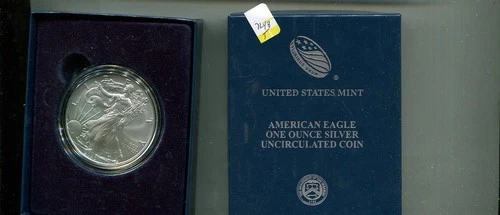 UNITED STATES MINT
AMERICAN EAGLE
ONE OUNCE SILVER
UNCIRCULATED COIN